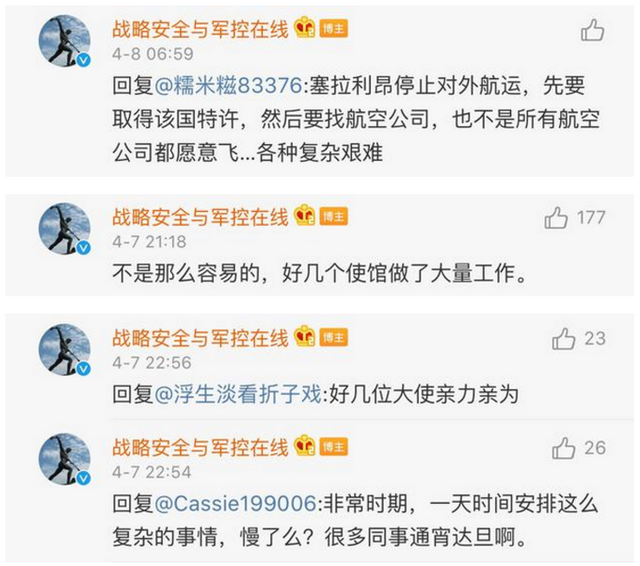 战略安全与军控在线 博主
4-8 06:59
回复@糯米糍83376:塞拉利昂停止对外航运，先要
取得该国特许，然后要找航空公司，也不是所有航空
公司都愿意飞...各种复杂艰难
战略安全与军控在线 博主
177
4-7 21:18
不是那么容易的，好几个使馆做了大量工作。
战略安全与军控在线 博主
23
4-7 22:56
回复@浮生淡看折子戏:好几位大使亲力亲为
战略安全与军控在线 博主
26
4-7 22:54
回复@Cassie199006:非常时期，一天时间安排这么
复杂的事情，慢了么？很多同事通宵达旦啊。